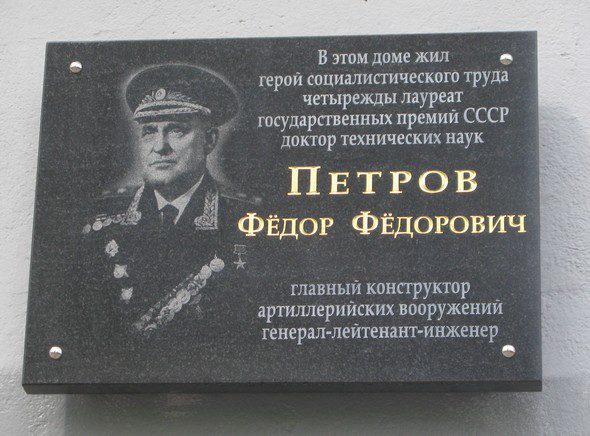 В этом доме жил
герой социалистического труда
четырежды лауреат
государственных премий СССР
доктор технических наук
ПЕТРОВ
ФЁДОР ФЁДОРОВИЧ
главный конструктор
артиллерийских вооружений
генерал-лейтенант-инженер